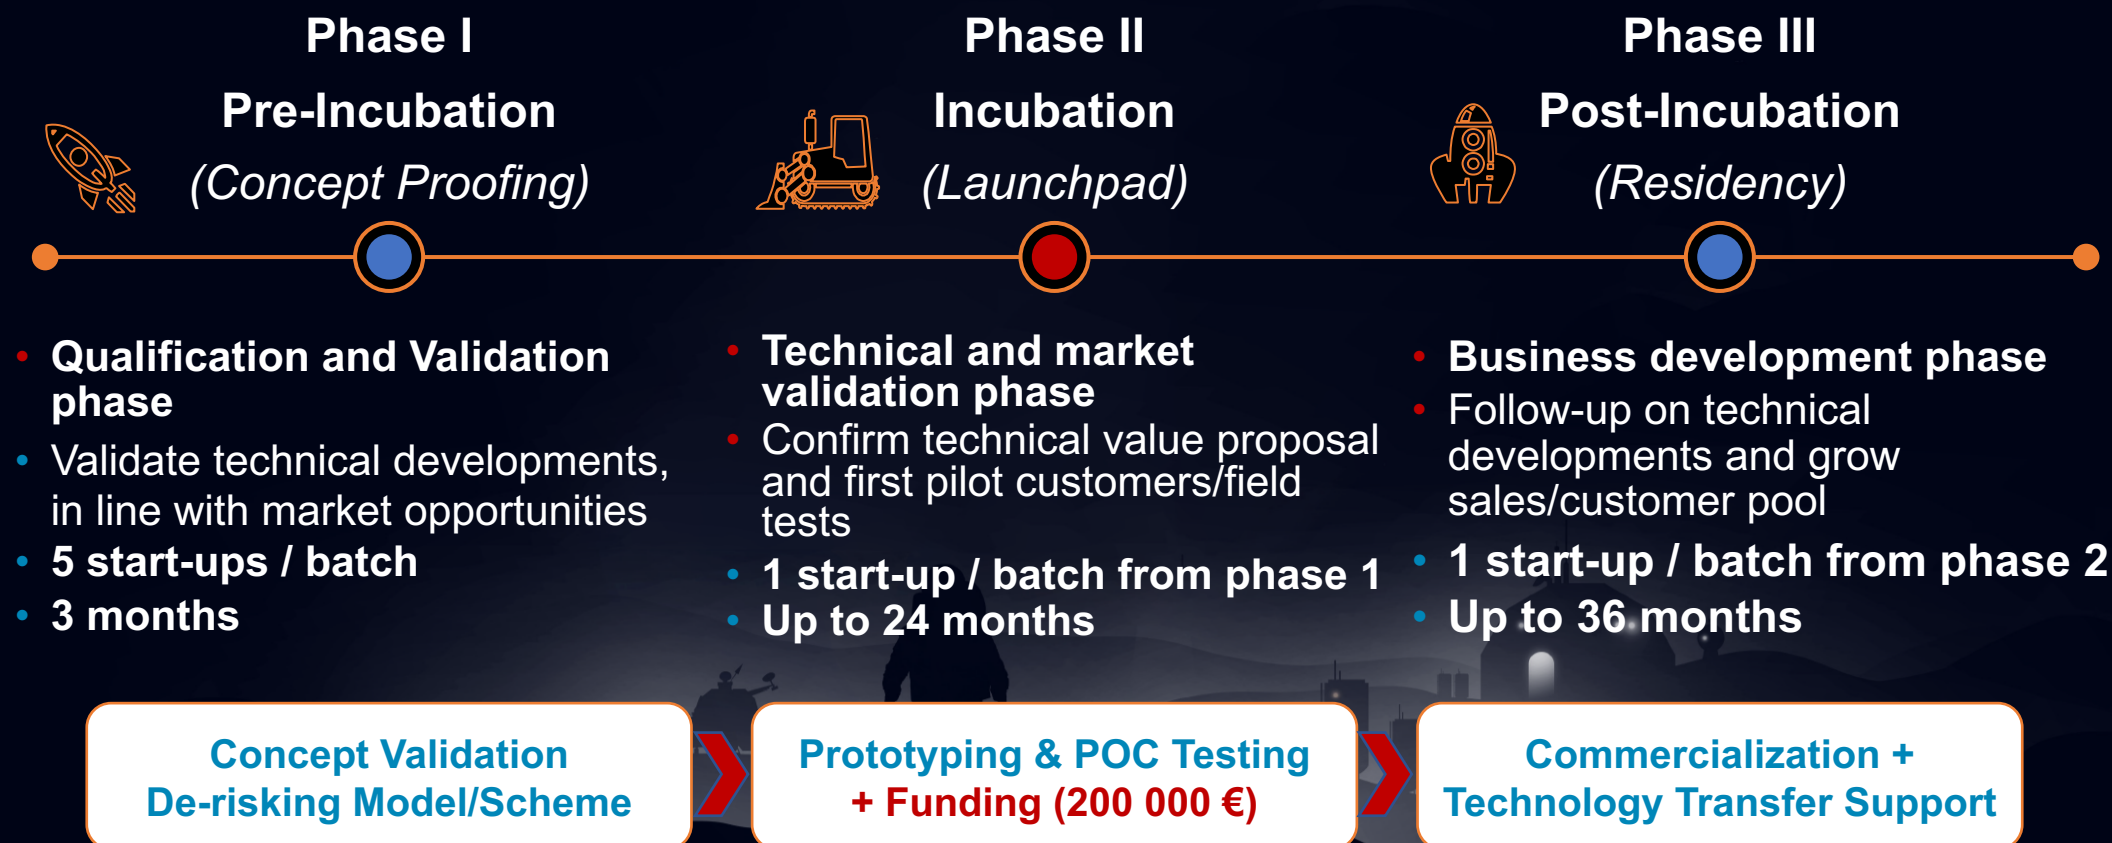 Phase I
Pre-Incubation
(Concept Proofing)
Phase II
Incubation
(Launchpad)
Phase III
Post-Incubation
(Residency)
• Qualification and Validation
phase
• Validate technical developments,
in line with market opportunities
• 5 start-ups / batch
• 3 months
• Technical and market
validation phase
• Confirm technical value proposal
and first pilot customers/field
tests
• 1 start-up / batch from phase 1
• Up to 24 months
• Business development phase
• Follow-up on technical
developments and grow
sales/customer pool
• 1 start-up / batch from phase 2
• Up to 36 months
Concept Validation
De-risking Model/Scheme
Prototyping & POC Testing
+ Funding (200 000 €)
Commercialization +
Technology Transfer Support